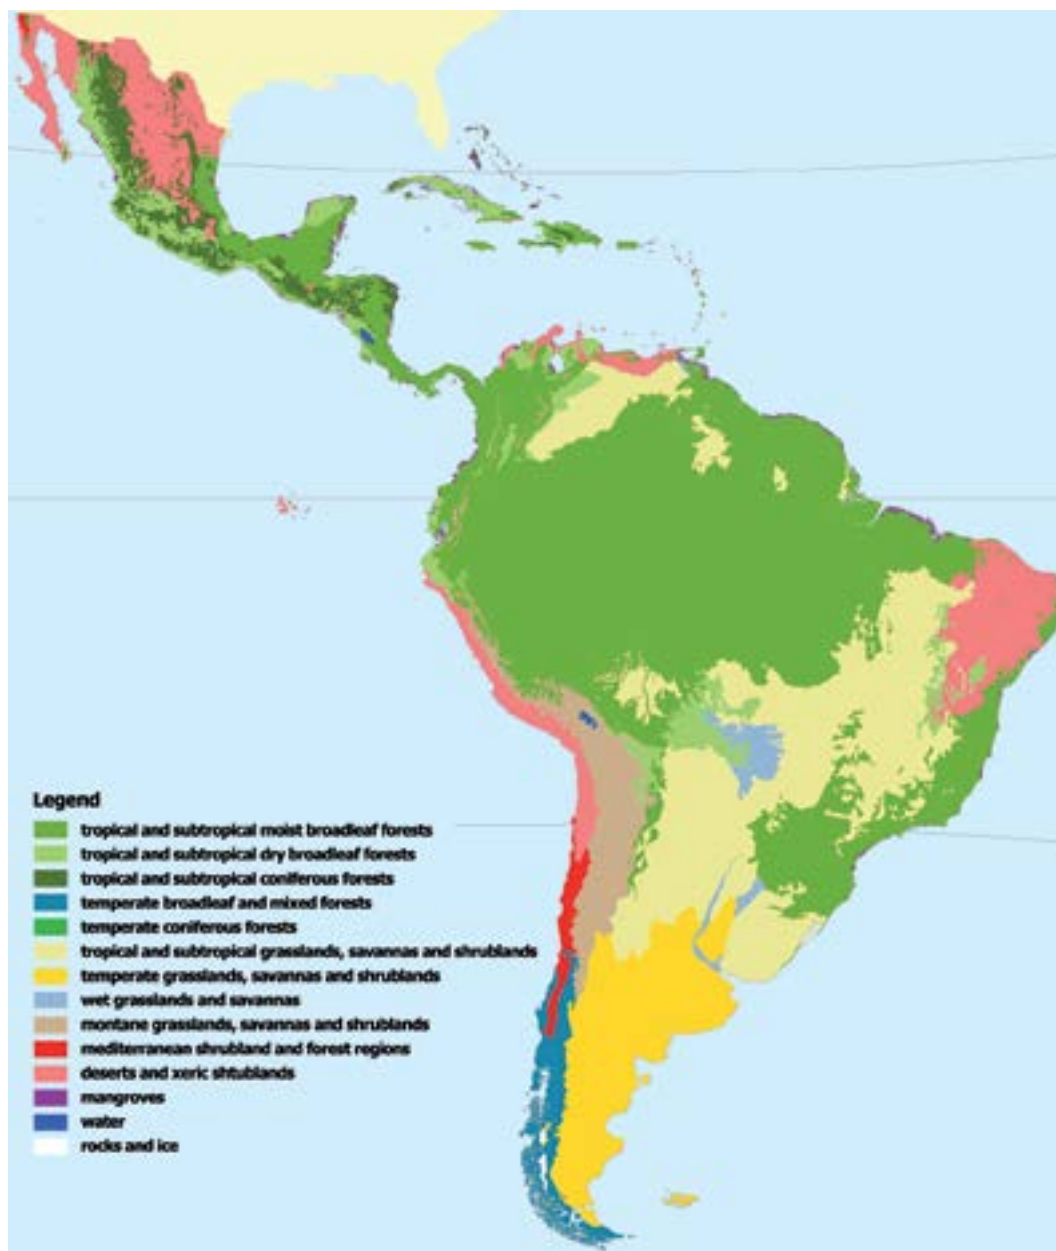 Legend
tropical and subtropical moist broadleaf forests
tropical and subtropical dry broadleaf forests
tropical and subtropical coniferous forests
temperate broadleaf and mixed forests
temperate coniferous forests
tropical and subtropical grasslands, savannas and shrublands
temperate grasslands, savannas and shrublands
wet grasslands and savannas
montane grasslands, savannas and shrublands
mediterranean shrubland and forest regions
deserts and xeric shtublands
mangroves
water
rocks and ice